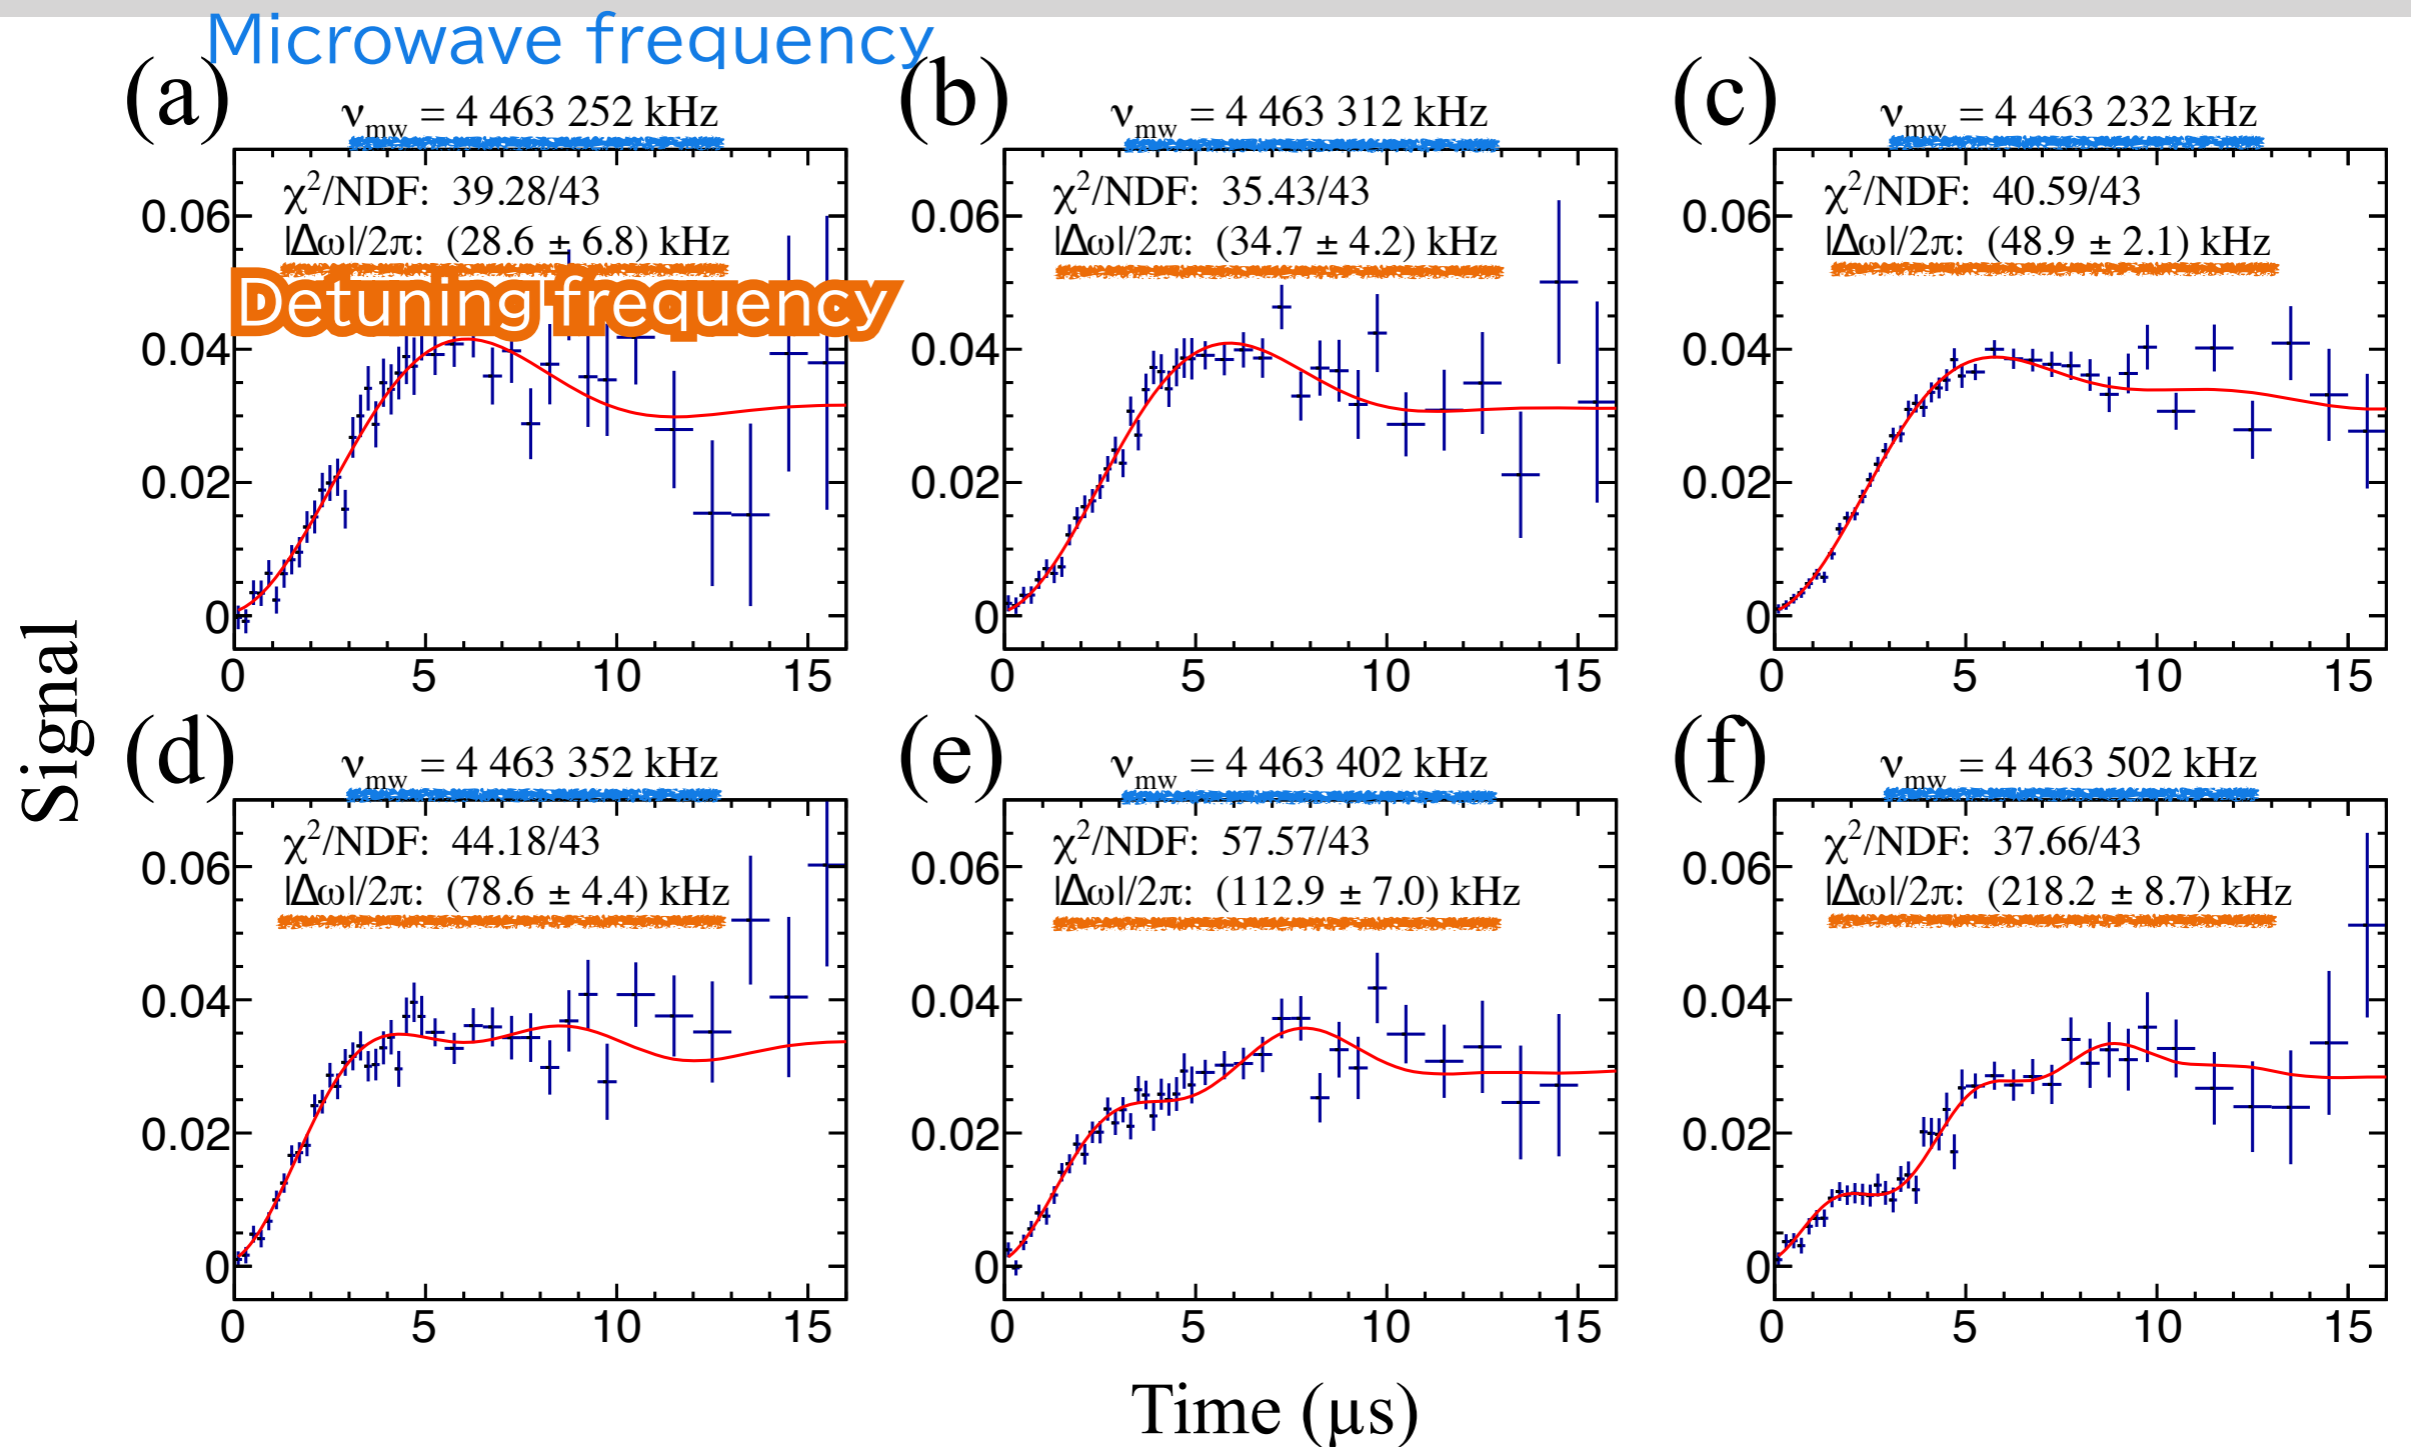 Microwave frequency
(a)
νmw = 4 463 252 kHz
χ²/NDF: 39.28/43
|Δω|/2π: (28.6 ± 6.8) kHz
Detuning frequency
0.06
0.04
0.02
0
0 5 10 15
(b)
νmw = 4 463 312 kHz
χ²/NDF: 35.43/43
|Δω|/2π: (34.7 ± 4.2) kHz
0.06
0.04
0.02
0
0 5 10 15
(c)
νmw = 4 463 232 kHz
χ²/NDF: 40.59/43
|Δω|/2π: (48.9 ± 2.1) kHz
0.06
0.04
0.02
0
0 5 10 15
Signal
(d)
νmw = 4 463 352 kHz
χ²/NDF: 44.18/43
|Δω|/2π: (78.6 ± 4.4) kHz
0.06
0.04
0.02
0
0 5 10 15
(e)
νmw = 4 463 402 kHz
χ²/NDF: 57.57/43
|Δω|/2π: (112.9 ± 7.0) kHz
0.06
0.04
0.02
0
0 5 10 15
(f)
νmw = 4 463 502 kHz
χ²/NDF: 37.66/43
|Δω|/2π: (218.2 ± 8.7) kHz
0.06
0.04
0.02
0
0 5 10 15
Time (μs)